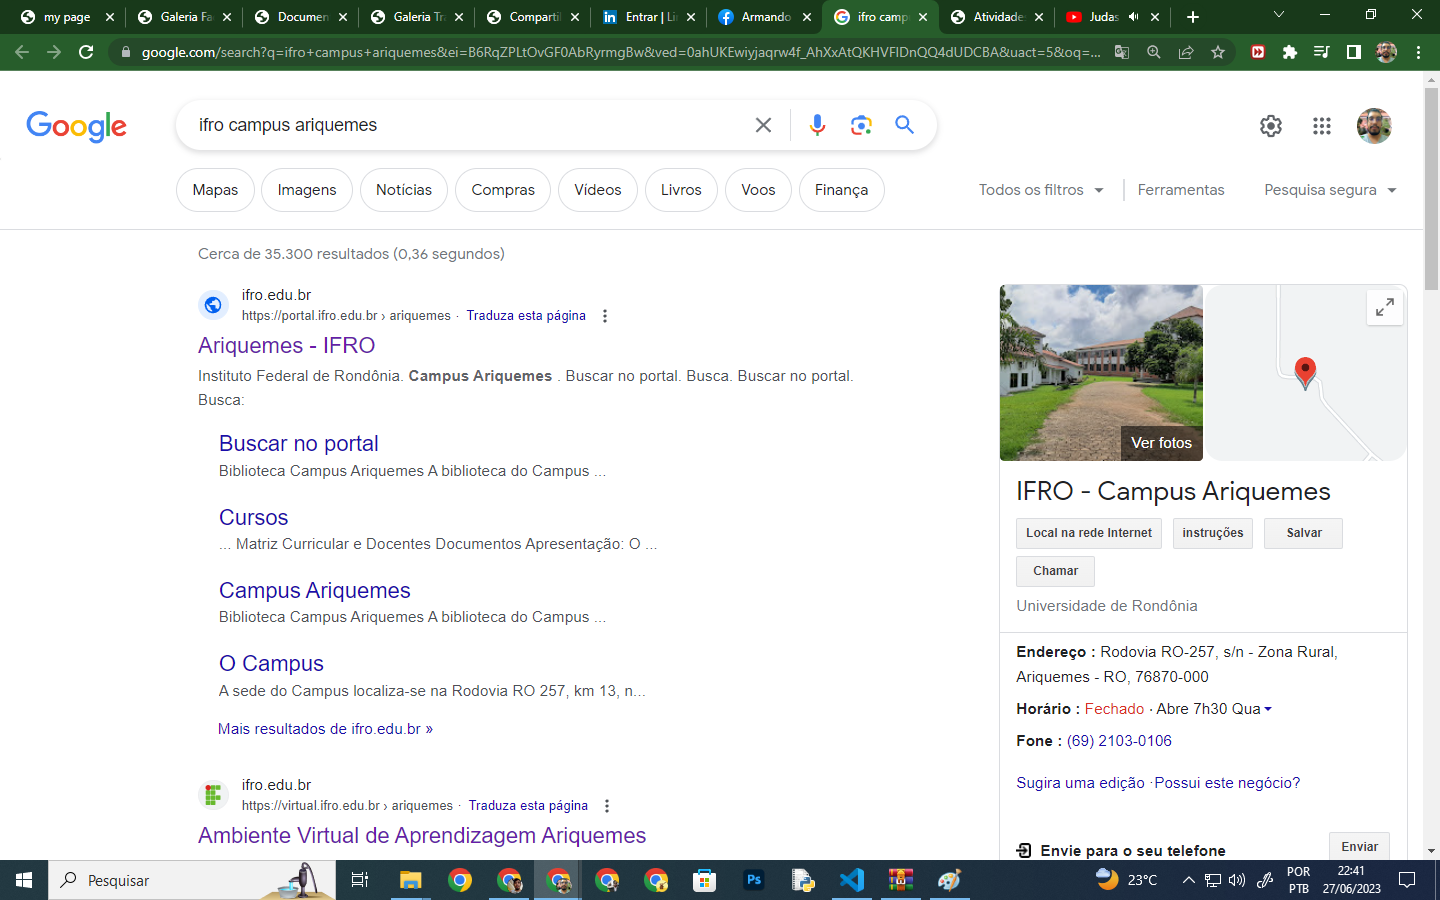 my page
Galeria Fa
Documen
Galeria Tr
Comparti
Entrar | Li
Armando
ifro camp
Atividade
Judas
google.com/search?q=ifro+campus+ariquemes&ei=B6RqZPLtOvGF0AbRyrmgBw&ved=0ahUKEwiyjaqrw4f_AhXxAtQKHVFIDnQQ4dUDCBA&uact=5&oq=...
Google
ifro campus ariquemes
Mapas
Imagens
Notícias
Compras
Vídeos
Livros
Voos
Finança
Todos os filtros
Ferramentas
Pesquisa segura
Cerca de 35.300 resultados (0,36 segundos)
ifro.edu.br
https://portal.ifro.edu.br › ariquemes · Traduza esta página
Ariquemes - IFRO
Instituto Federal de Rondônia. Campus Ariquemes . Buscar no portal. Busca. Buscar no portal.
Busca:
Buscar no portal
Biblioteca Campus Ariquemes A biblioteca do Campus ...
Cursos
... Matriz Curricular e Docentes Documentos Apresentação: O ...
Campus Ariquemes
Biblioteca Campus Ariquemes A biblioteca do Campus ...
O Campus
A sede do Campus localiza-se na Rodovia RO 257, km 13, n...
Mais resultados de ifro.edu.br »
ifro.edu.br
https://virtual.ifro.edu.br › ariquemes · Traduza esta página
Ambiente Virtual de Aprendizagem Ariquemes
Ver fotos
IFRO - Campus Ariquemes
Local na rede Internet
instruções
Salvar
Chamar
Universidade de Rondônia
Endereço : Rodovia RO-257, s/n - Zona Rural,
Ariquemes - RO, 76870-000
Horário : Fechado · Abre 7h30 Qua
Fone : (69) 2103-0106
Sugira uma edição · Possui este negócio?
Envie para o seu telefone
Enviar
Pesquisar
Ps
23°C
POR
PTB
22:41
27/06/2023